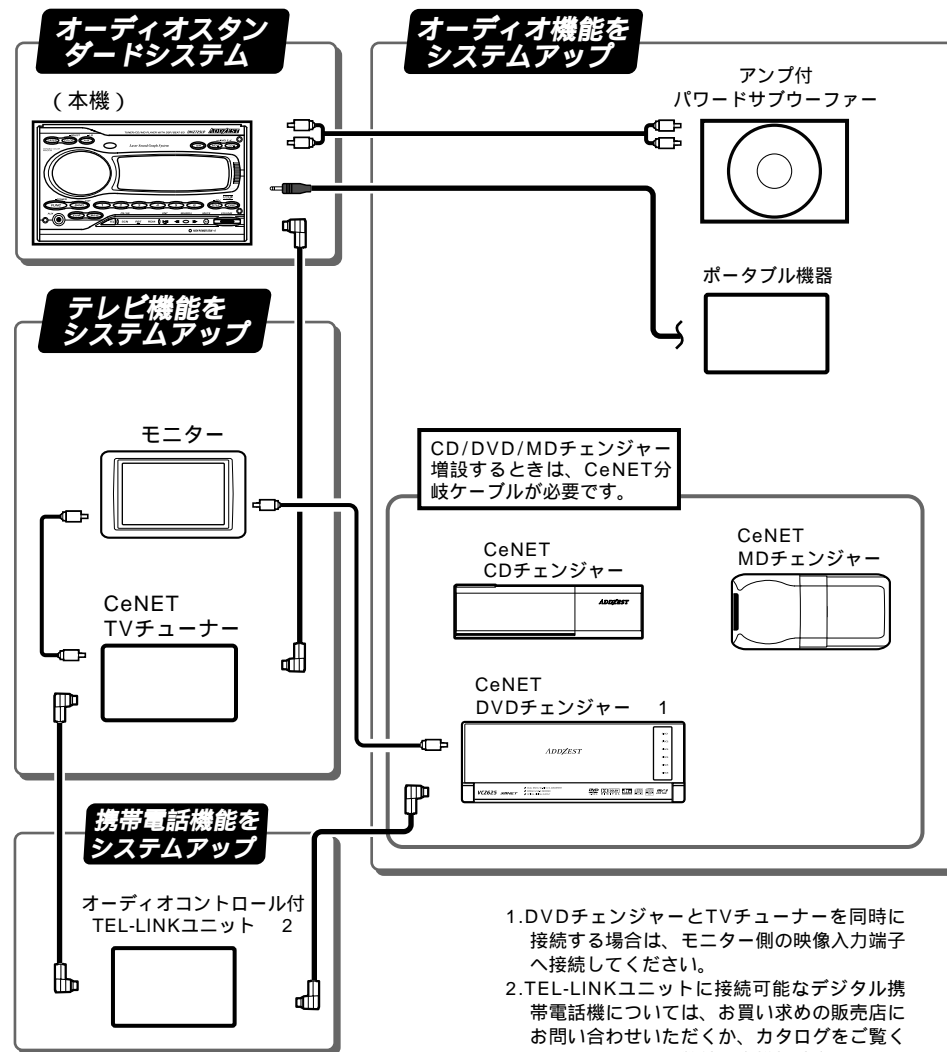 オーディオスタン
ダードシステム
(本機)
DMZ725LP ADDZEST
オーディオ機能を
システムアップ
アンプ付
パワードサブウーファー
ポータブル機器
テレビ機能を
システムアップ
モニター
CeNET
TVチューナー
CD/DVD/MDチェンジャー
増設するときは、CeNET分
岐ケーブルが必要です。
CeNET
CDチェンジャー
ADDZEST
CeNET
MDチェンジャー
CeNET
DVDチェンジャー 1
ADDZEST
VCZ625
携帯電話機能を
システムアップ
オーディオコントロール付
TEL-LINKユニット 2
1.DVDチェンジャーとTVチューナーを同時に
接続する場合は、モニター側の映像入力端子
へ接続してください。
2.TEL-LINKユニットに接続可能なデジタル携
帯電話機については、お買い求めの販売店に
お問い合わせいただくか、カタログをご覧く